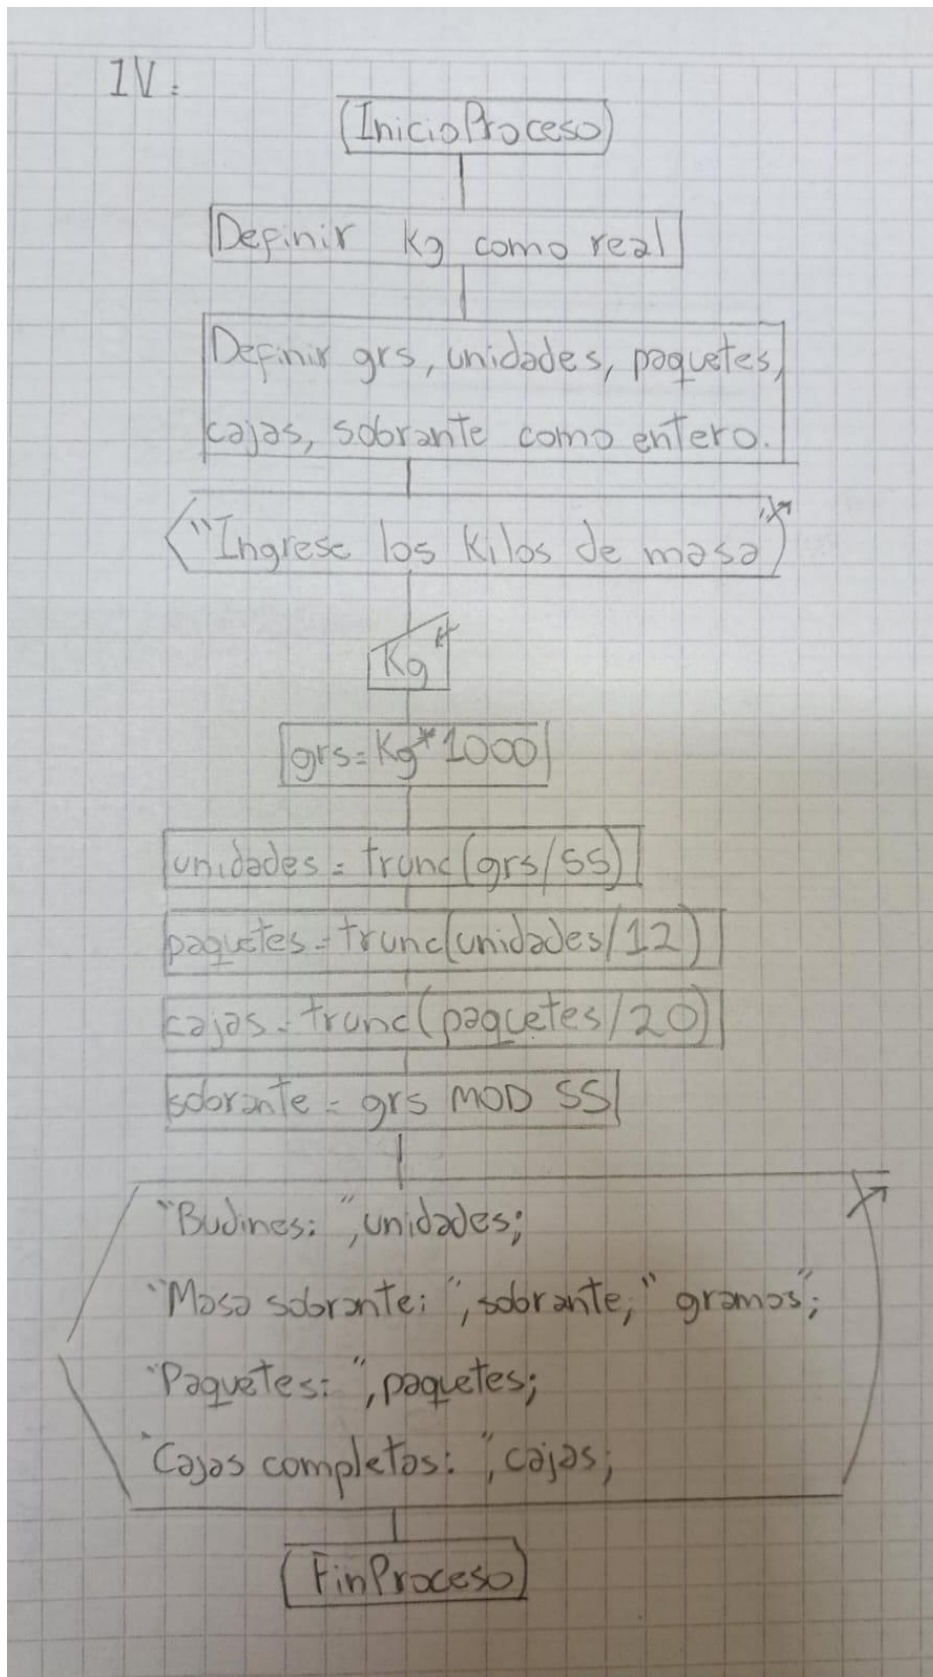 IV:
InicioProceso
Definir Kg como real
Definir grs, unidades, paquetes,
cajas, sobrante como entero.
"Ingrese los Kilos de masa"
Kg
grs=Kg*1000
unidades = trunc(grs/55)
paquetes = trunc(unidades/12)
cajas = trunc(paquetes/20)
sobrante = grs MOD 55
"Budines: ", unidades;
"Masa sobrante: ", sobrante, " gramos";
"Paquetes: ", paquetes;
"Cajas completas: ", cajas;
FinProceso